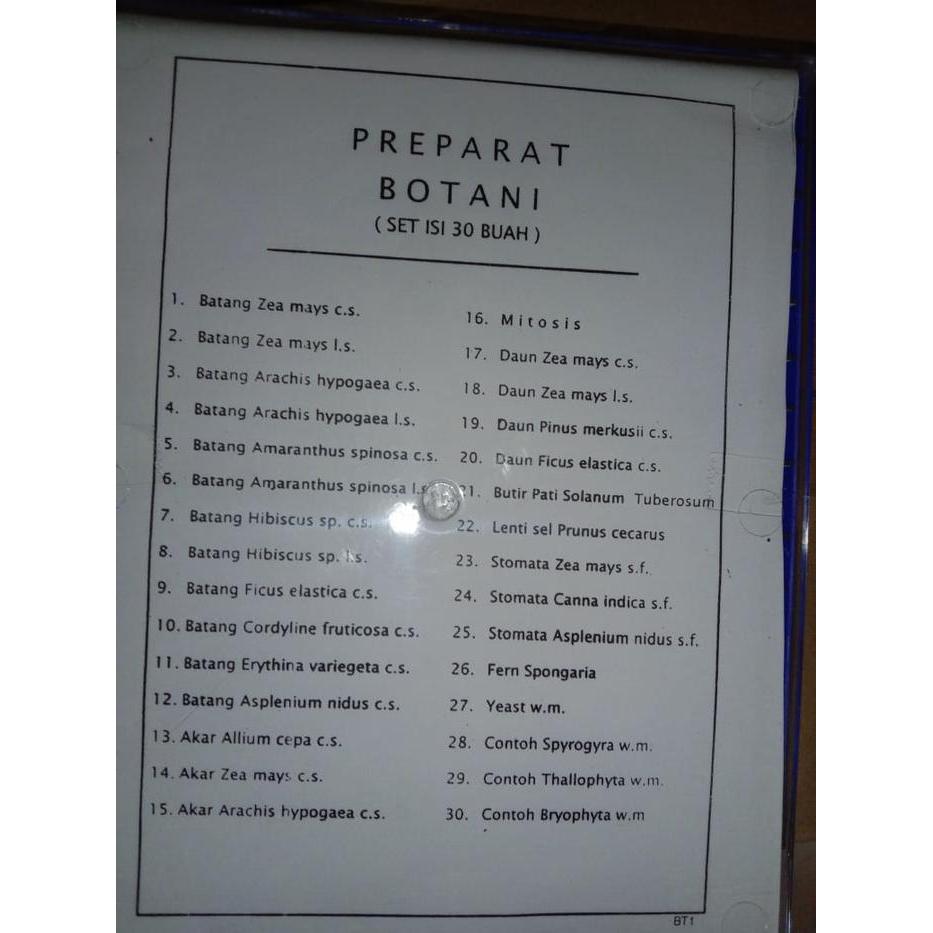 PREPARAT
BOTANI
( SET ISI 30 BUAH )
1. Batang Zea mays c.s.
2. Batang Zea mays l.s.
3. Batang Arachis hypogaea c.s.
4. Batang Arachis hypogaea l.s.
5. Batang Amaranthus spinosa c.s.
6. Batang Amaranthus spinosa l.s
7. Batang Hibiscus sp. c.s.
8. Batang Hibiscus sp. l.s.
9. Batang Ficus elastica c.s.
10. Batang Cordyline fruticosa c.s.
11. Batang Erythina variegeta c.s.
12. Batang Asplenium nidus c.s.
13. Akar Allium cepa c.s.
14. Akar Zea mays c.s.
15. Akar Arachis hypogaea c.s.
16. Mitosis
17. Daun Zea mays c.s.
18. Daun Zea mays l.s.
19. Daun Pinus merkusii c.s.
20. Daun Ficus elastica c.s.
21. Butir Pati Solanum Tuberosum
22. Lenti sel Prunus cecarus
23. Stomata Zea mays s.f.
24. Stomata Canna indica s.f.
25. Stomata Asplenium nidus s.f.
26. Fern Spongaria
27. Yeast w.m.
28. Contoh Spyrogyra w.m.
29. Contoh Thallophyta w.m.
30. Contoh Bryophyta w.m
BT1